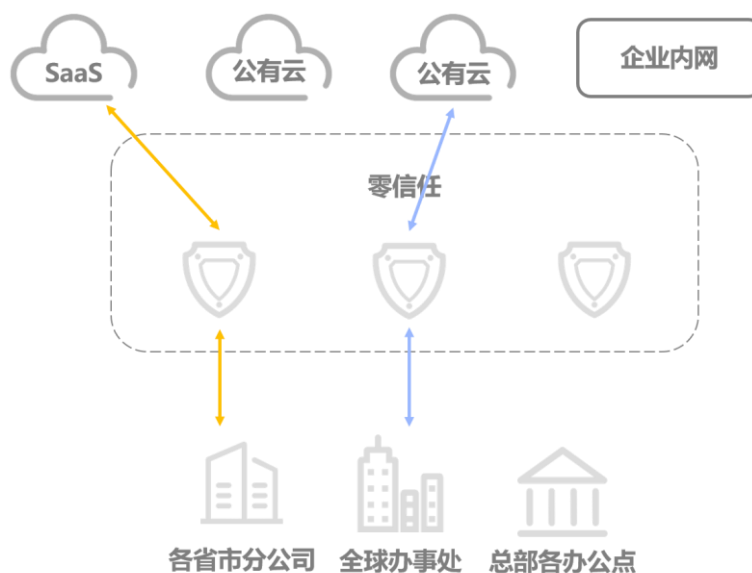 SaaS
公有云
公有云
企业内网
零信任
各省市分公司
全球办事处
总部各办公点